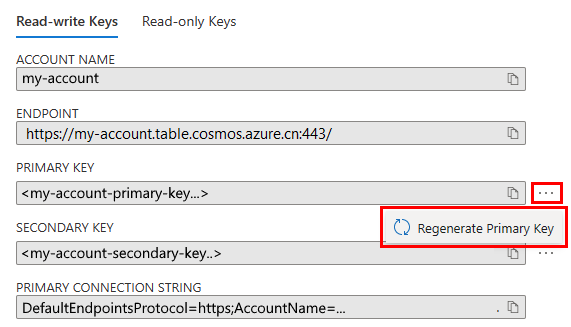 Read-write Keys Read-only Keys
ACCOUNT NAME
my-account
ENDPOINT
https://my-account.table.cosmos.azure.cn:443/
PRIMARY KEY
<my-account-primary-key...>
...
Regenerate Primary Key
SECONDARY KEY
<my-account-secondary-key..>
...
PRIMARY CONNECTION STRING
DefaultEndpointsProtocol=https;AccountName=... .